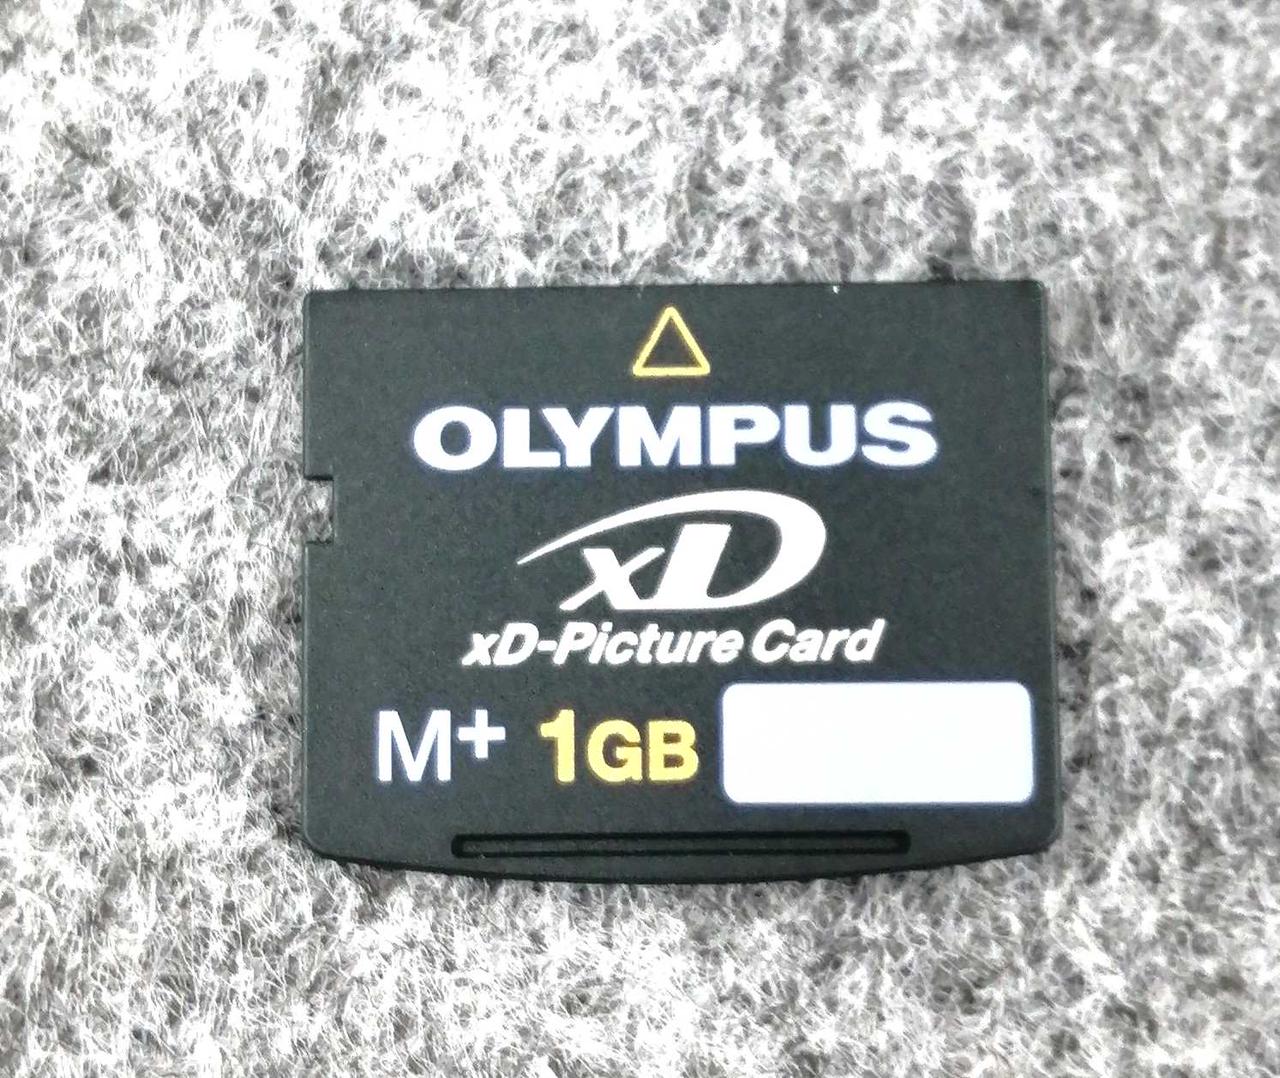 OLYMPUS
xD
xD-Picture Card
M+ 1GB